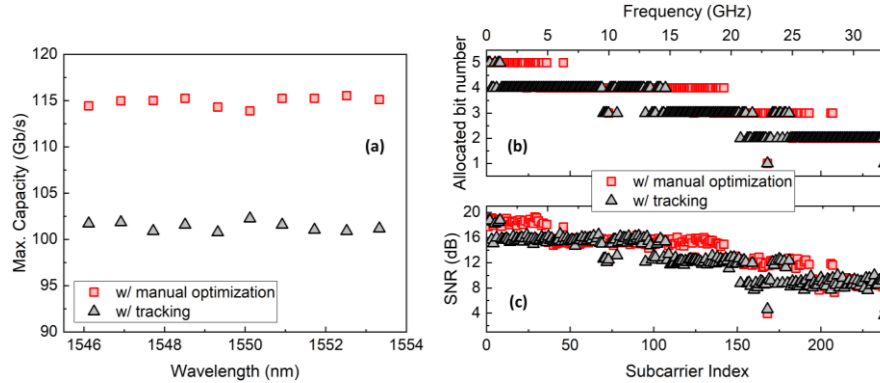 120
115
110
105
100
95
90
Max. Capacity (Gb/s)
(a)
w/ manual optimization
w/ tracking
1546 1548 1550 1552 1554
Wavelength (nm)
Frequency (GHz)
0 5 10 15 20 25 30
Allocated bit number
5
4
3
2
1
(b)
w/ manual optimization
w/ tracking
SNR (dB)
20
16
12
8
4
(c)
0 50 100 150 200
Subcarrier Index